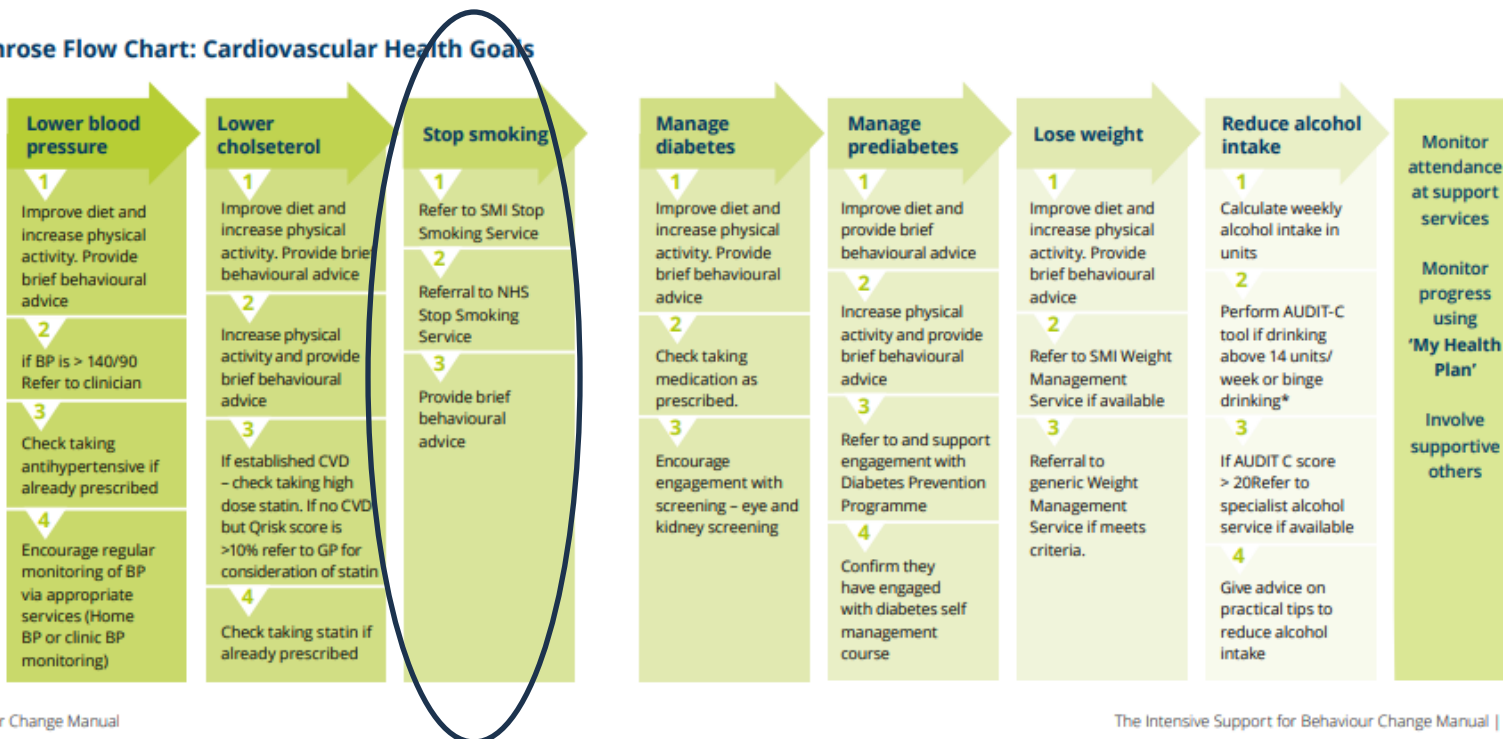 nrose Flow Chart: Cardiovascular Health Goals
Lower blood
pressure
1
Improve diet and
increase physical
activity. Provide
brief behavioural
advice
2
if BP is > 140/90
Refer to clinician
3
Check taking
antihypertensive if
already prescribed
4
Encourage regular
monitoring of BP
via appropriate
services (Home
BP or clinic BP
monitoring)
Lower
cholseterol
1
Improve diet and
increase physical
activity. Provide brief
behavioural advice
2
Increase physical
activity and provide
brief behavioural
advice
3
If established CVD
– check taking high
dose statin. If no CVD
but Qrisk score is
>10% refer to GP for
consideration of statin
4
Check taking statin if
already prescribed
Stop smoking
1
Refer to SMI Stop
Smoking Service
2
Referral to NHS
Stop Smoking
Service
3
Provide brief
behavioural
advice
Manage
diabetes
1
Improve diet and
increase physical
activity. Provide
brief behavioural
advice
2
Check taking
medication as
prescribed.
3
Encourage
engagement with
screening – eye and
kidney screening
Manage
prediabetes
1
Improve diet and
provide brief
behavioural advice
2
Increase physical
activity and provide
brief behavioural
advice
3
Refer to and support
engagement with
Diabetes Prevention
Programme
4
Confirm they
have engaged
with diabetes self
management
course
Lose weight
1
Improve diet and
increase physical
activity. Provide
brief behavioural
advice
2
Refer to SMI Weight
Management
Service if available
3
Referral to
generic Weight
Management
Service if meets
criteria.
Reduce alcohol
intake
1
Calculate weekly
alcohol intake in
units
2
Perform AUDIT-C
tool if drinking
above 14 units/
week or binge
drinking*
3
If AUDIT C score
> 20Refer to
specialist alcohol
service if available
4
Give advice on
practical tips to
reduce alcohol
intake
Monitor
attendance
at support
services
Monitor
progress
using
'My Health
Plan'
Involve
supportive
others
r Change Manual
The Intensive Support for Behaviour Change Manual |